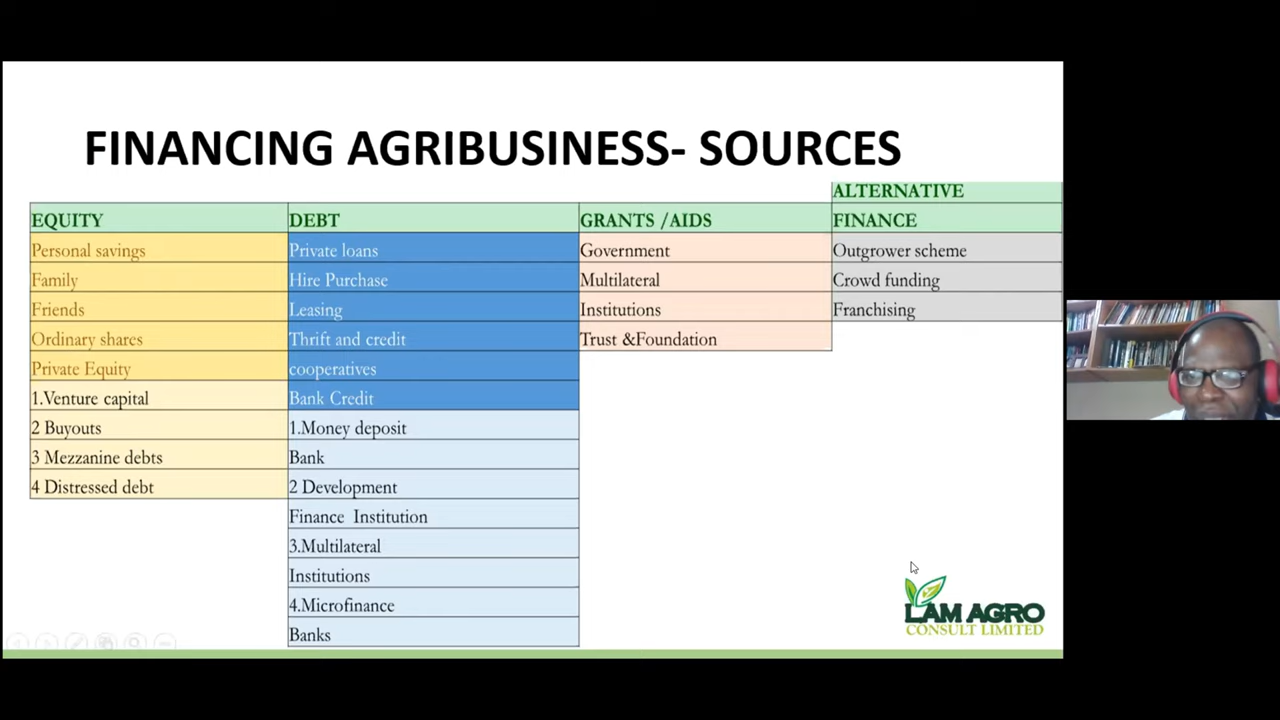 FINANCING AGRIBUSINESS- SOURCES
EQUITY
Personal savings
Family
Friends
Ordinary shares
Private Equity
1.Venture capital
2 Buyouts
3 Mezzanine debts
4 Distressed debt
DEBT
Private loans
Hire Purchase
Leasing
Thrift and credit
cooperatives
Bank Credit
1.Money deposit
Bank
2 Development
Finance Institution
3.Multilateral
Institutions
4.Microfinance
Banks
GRANTS /AIDS
Government
Multilateral
Institutions
Trust &Foundation
ALTERNATIVE
FINANCE
Outgrower scheme
Crowd funding
Franchising
LAM AGRO
CONSULT LIMITED